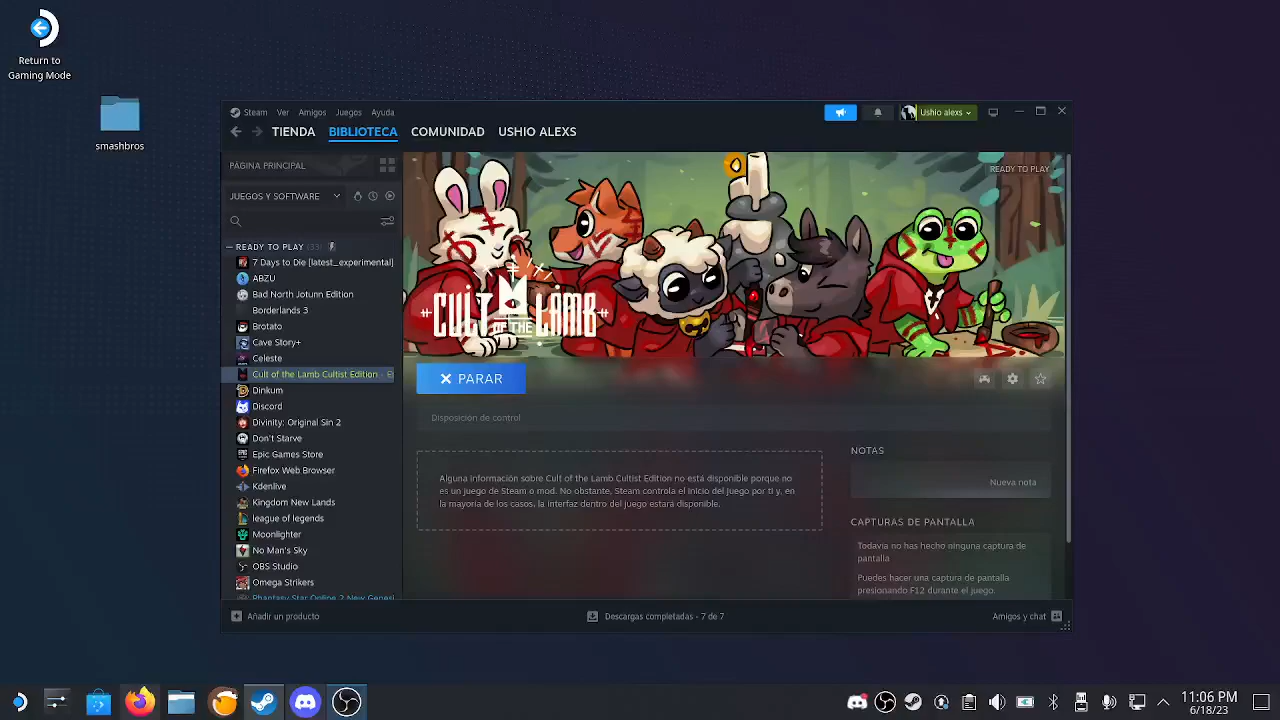 Return to
Gaming Mode
smashbros
Steam Ver Amigos Juegos Ayuda
Ushio alexs
TIENDA BIBLIOTECA COMUNIDAD USHIO ALEXS
PÁGINA PRINCIPAL
JUEGOS Y SOFTWARE
READY TO PLAY (33)
7 Days to Die [latest_experimental]
ABZU
Bad North Jotunn Edition
Borderlands 3
Brotato
Cave Story+
Celeste
Cult of the Lamb Cultist Edition -
Dinkum
Discord
Divinity: Original Sin 2
Don't Starve
Epic Games Store
Firefox Web Browser
Kdenlive
Kingdom New Lands
league of legends
Moonlighter
No Man's Sky
OBS Studio
Omega Strikers
Phantasy Star Online 2 New Genesi
READY TO PLAY
CULT OF THE LAMB
PARAR
Disposición de control
Alguna información sobre Cult of the Lamb Cultist Edition no está disponible porque no
es un juego de Steam o mod. No obstante, Steam controla el inicio del juego por ti y, en
la mayoría de los casos, la interfaz dentro del juego estará disponible.
NOTAS
Nueva nota
CAPTURAS DE PANTALLA
Todavía no has hecho ninguna captura de
pantalla
Puedes hacer una captura de pantalla
presionando F12 durante el juego.
Añadir un producto
Descargas completadas - 7 de 7
Amigos y chat
11:06 PM
6/18/23